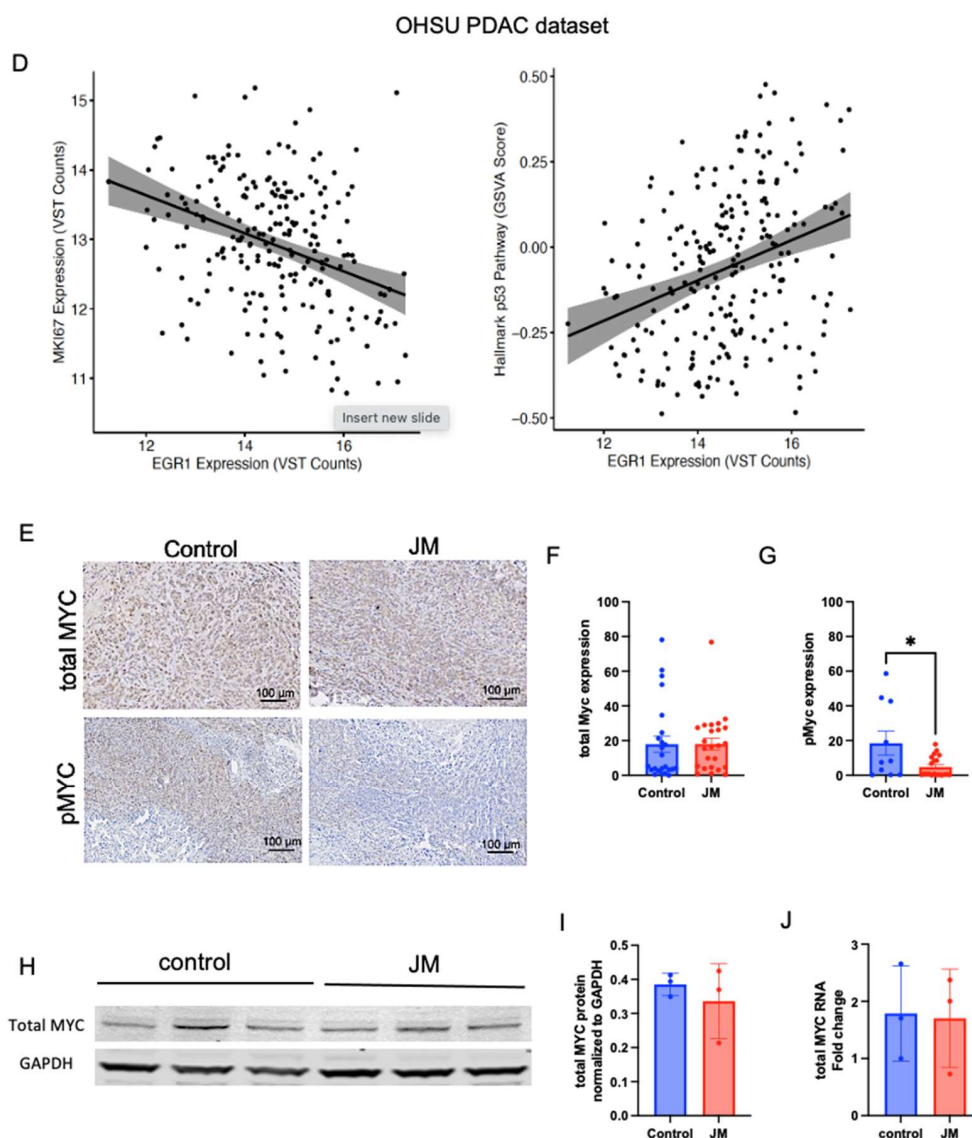 OHSU PDAC dataset
D
MKI67 Expression (VST Counts)
15
14
13
12
11
12
14
16
EGR1 Expression (VST Counts)
Insert new slide
Hallmark p53 Pathway (GSVA Score)
0.50
0.25
0.00
−0.25
−0.50
12
14
16
EGR1 Expression (VST Counts)
E
Control
JM
total MYC
100 µm
100 µm
pMYC
100 µm
100 µm
F
total Myc expression
100
80
60
40
20
0
Control
JM
G
pMyc expression
100
80
60
40
20
0
*
Control
JM
H
control
JM
Total MYC
GAPDH
I
total MYC protein
normalized to GAPDH
0.5
0.4
0.3
0.2
0.1
0.0
Control
JM
J
total MYC RNA
Fold change
3
2
1
0
control
JM